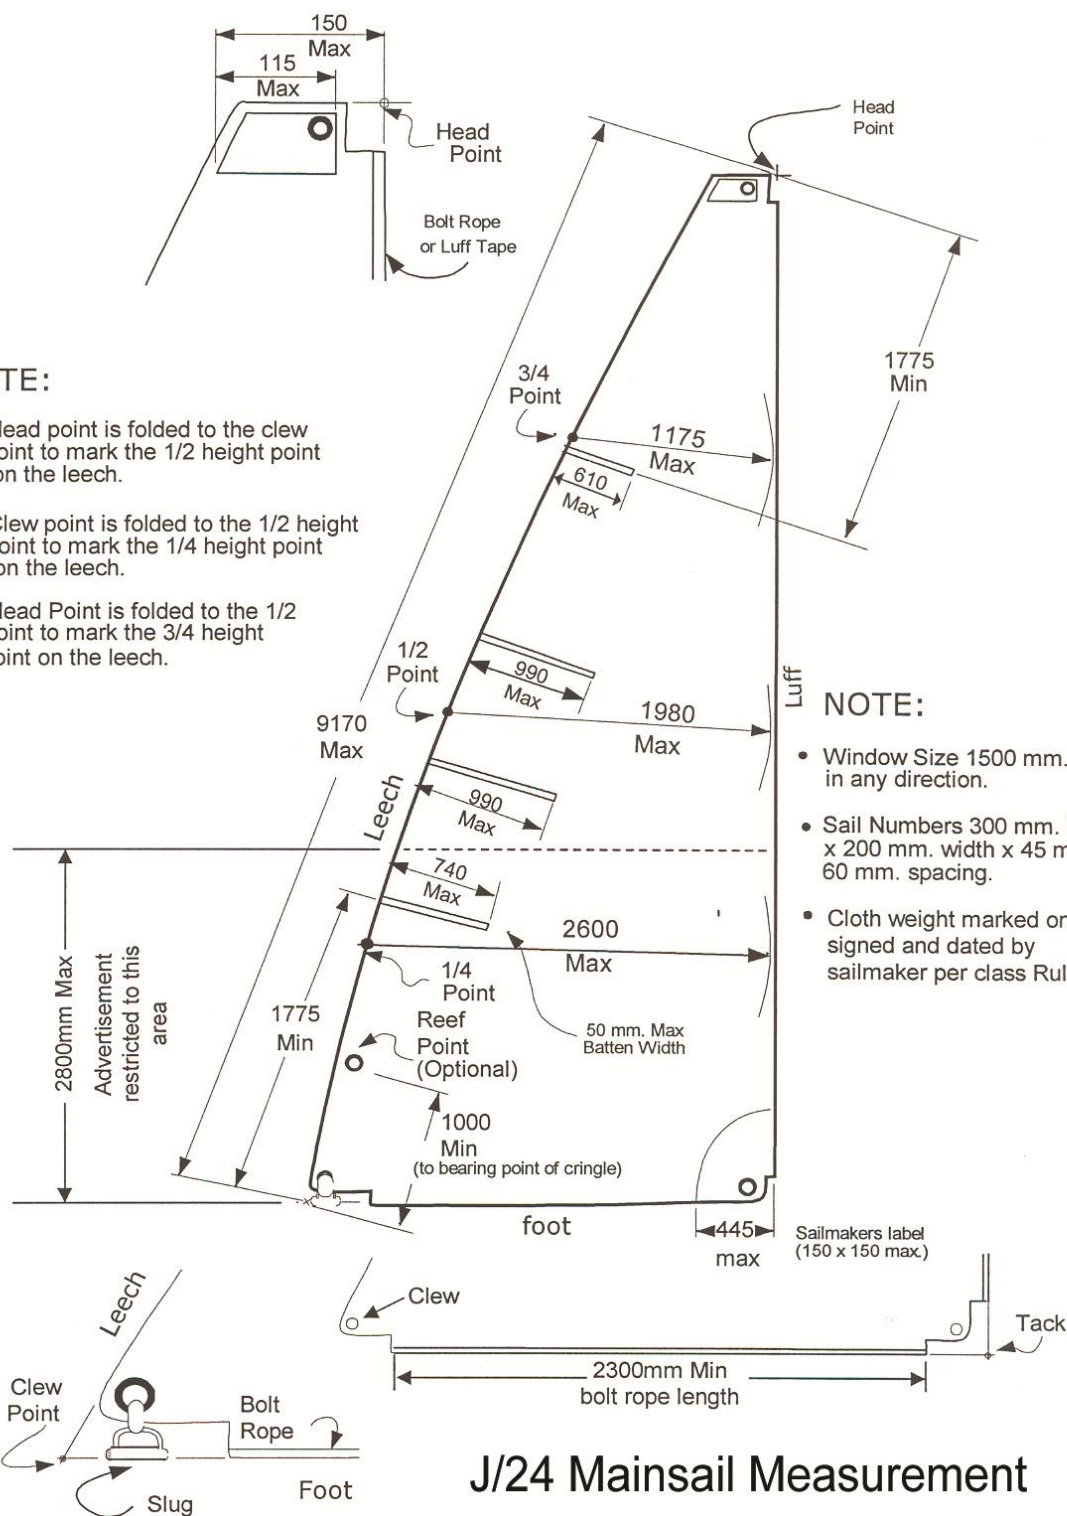 150
Max
115
Max
Head
Point
Bolt Rope
or Luff Tape
Head
Point
TE:
ead point is folded to the clew
oint to mark the 1/2 height point
on the leech.
Clew point is folded to the 1/2 height
oint to mark the 1/4 height point
on the leech.
ead Point is folded to the 1/2
oint to mark the 3/4 height
oint on the leech.
3/4
Point
1175
Max
610
Max
1775
Min
1/2
Point
990
Max
1980
Max
9170
Max
Luff
Leech
990
Max
740
Max
2600
Max
1/4
Point
1775
Min
Reef
Point
(Optional)
50 mm. Max
Batten Width
1000
Min
(to bearing point of cringle)
2800mm Max
Advertisement
restricted to this
area
NOTE:
• Window Size 1500 mm.
in any direction.
• Sail Numbers 300 mm.
x 200 mm. width x 45 m
60 mm. spacing.
• Cloth weight marked on
signed and dated by
sailmaker per class Rul
foot
445
max
Sailmakers label
(150 x 150 max.)
Clew
Tack
2300mm Min
bolt rope length
Leech
Clew
Point
Bolt
Rope
Slug
Foot
J/24 Mainsail Measurement